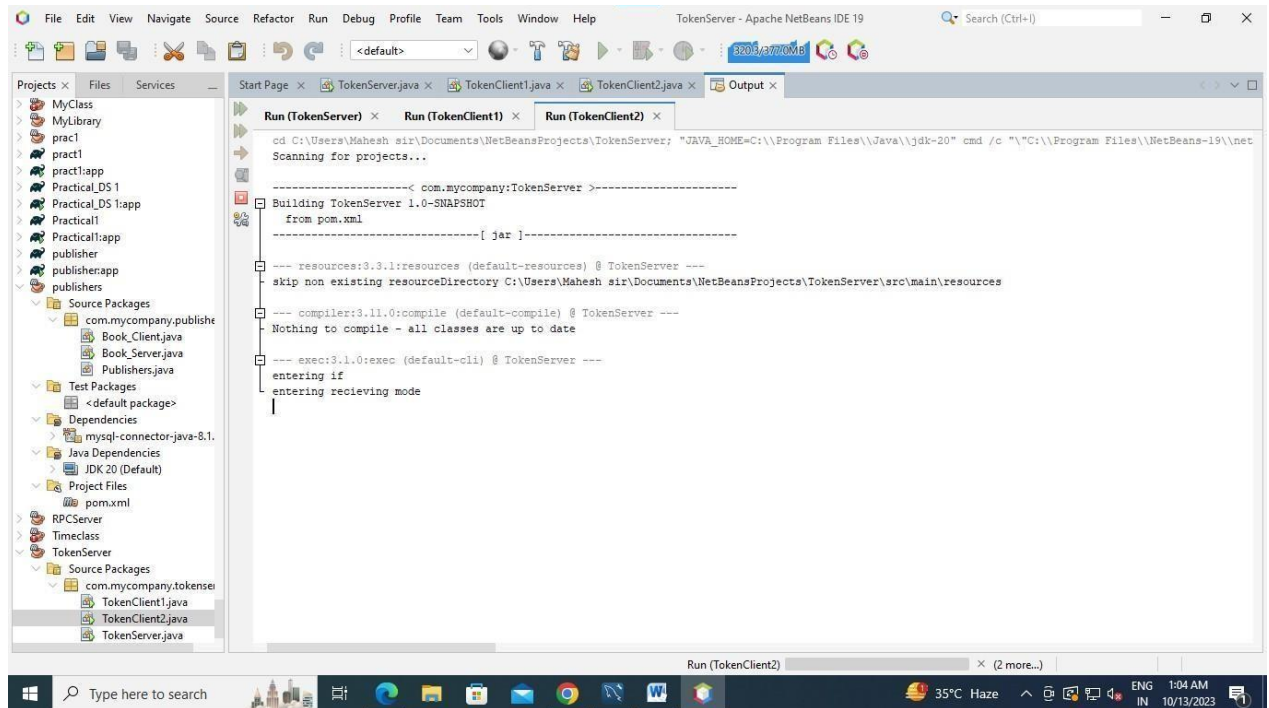 File Edit View Navigate Source Refactor Run Debug Profile Team Tools Window Help TokenServer - Apache NetBeans IDE 19 Search (Ctrl+I)
<default> 320.3/377.0MB
Projects Files Services
Start Page TokenServer.java TokenClient1.java TokenClient2.java Output
MyClass
MyLibrary
prac1
pract1
pract1:app
Practical_DS 1
Practical_DS 1:app
Practical1
Practical1:app
publisher
publisher:app
publishers
Source Packages
com.mycompany.publishe
Book_Client.java
Book_Server.java
Publishers.java
Test Packages
<default package>
Dependencies
mysql-connector-java-8.1.
Java Dependencies
JDK 20 (Default)
Project Files
pom.xml
RPCServer
Timeclass
TokenServer
Source Packages
com.mycompany.tokenser
TokenClient1.java
TokenClient2.java
TokenServer.java
Run (TokenServer) Run (TokenClient1) Run (TokenClient2)
cd C:\Users\Mahesh sir\Documents\NetBeansProjects\TokenServer; "JAVA_HOME=C:\\Program Files\\Java\\jdk-20" cmd /c "\"C:\\Program Files\\NetBeans-19\\net
Scanning for projects...
---------------------< com.mycompany:TokenServer >----------------------
Building TokenServer 1.0-SNAPSHOT
from pom.xml
--------------------------------[ jar ]---------------------------------
--- resources:3.3.1:resources (default-resources) @ TokenServer ---
skip non existing resourceDirectory C:\Users\Mahesh sir\Documents\NetBeansProjects\TokenServer\src\main\resources
--- compiler:3.11.0:compile (default-compile) @ TokenServer ---
Nothing to compile - all classes are up to date
--- exec:3.1.0:exec (default-cli) @ TokenServer ---
entering if
entering recieving mode
Run (TokenClient2) (2 more...)
Type here to search 35°C Haze ENG 1:04 AM
IN 10/13/2023